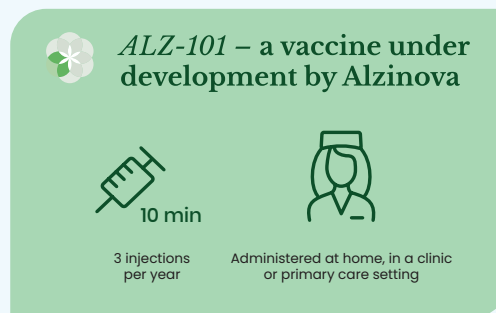 ALZ-101 – a vaccine under
development by Alzinova
10 min
3 injections
per year
Administered at home, in a clinic
or primary care setting